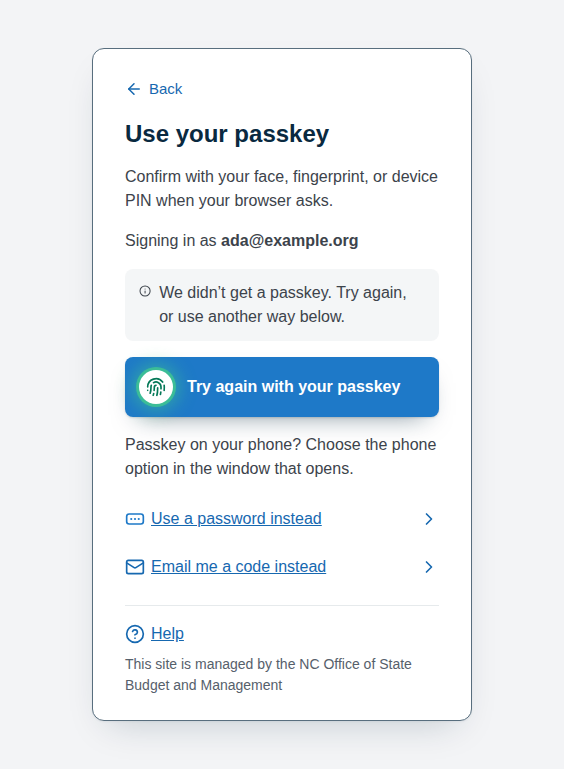 Back
Use your passkey
Confirm with your face, fingerprint, or device
PIN when your browser asks.
Signing in as ada@example.org
We didn't get a passkey. Try again,
or use another way below.
Try again with your passkey
Passkey on your phone? Choose the phone
option in the window that opens.
Use a password instead
Email me a code instead
Help
This site is managed by the NC Office of State
Budget and Management